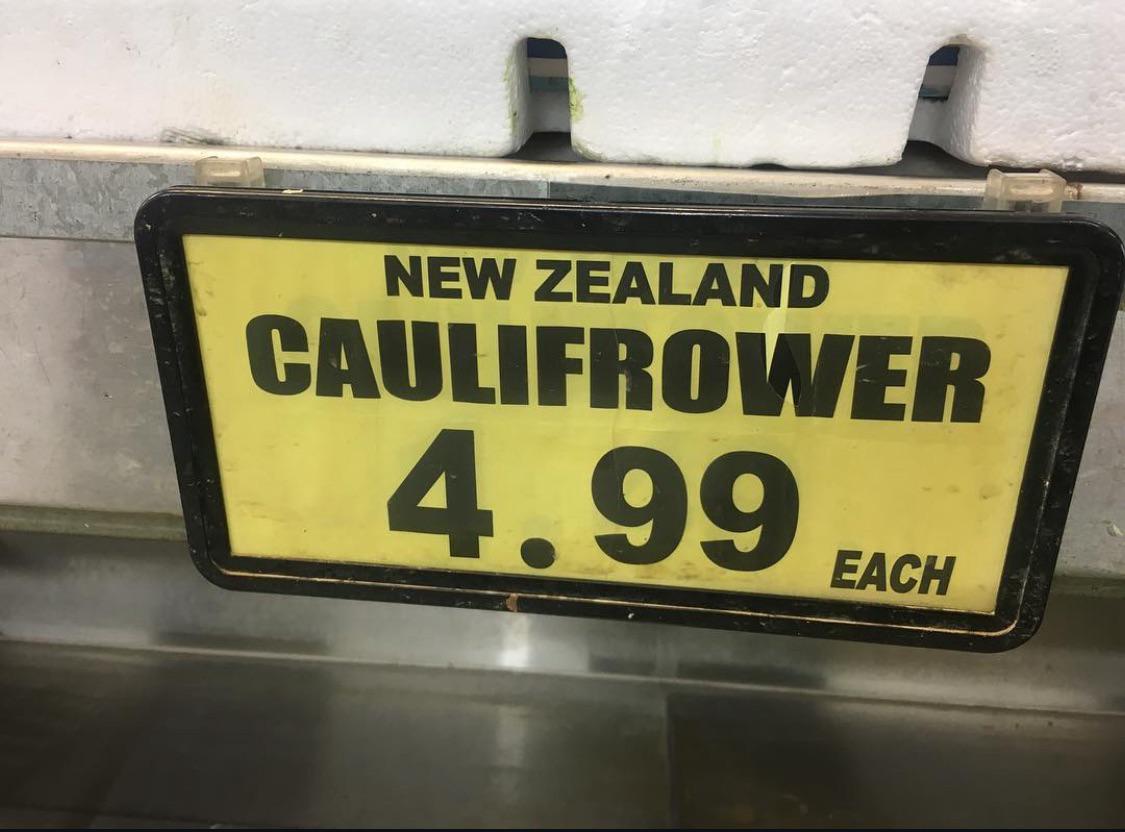 NEW ZEALAND
CAULIFROWER
4.99 EACH